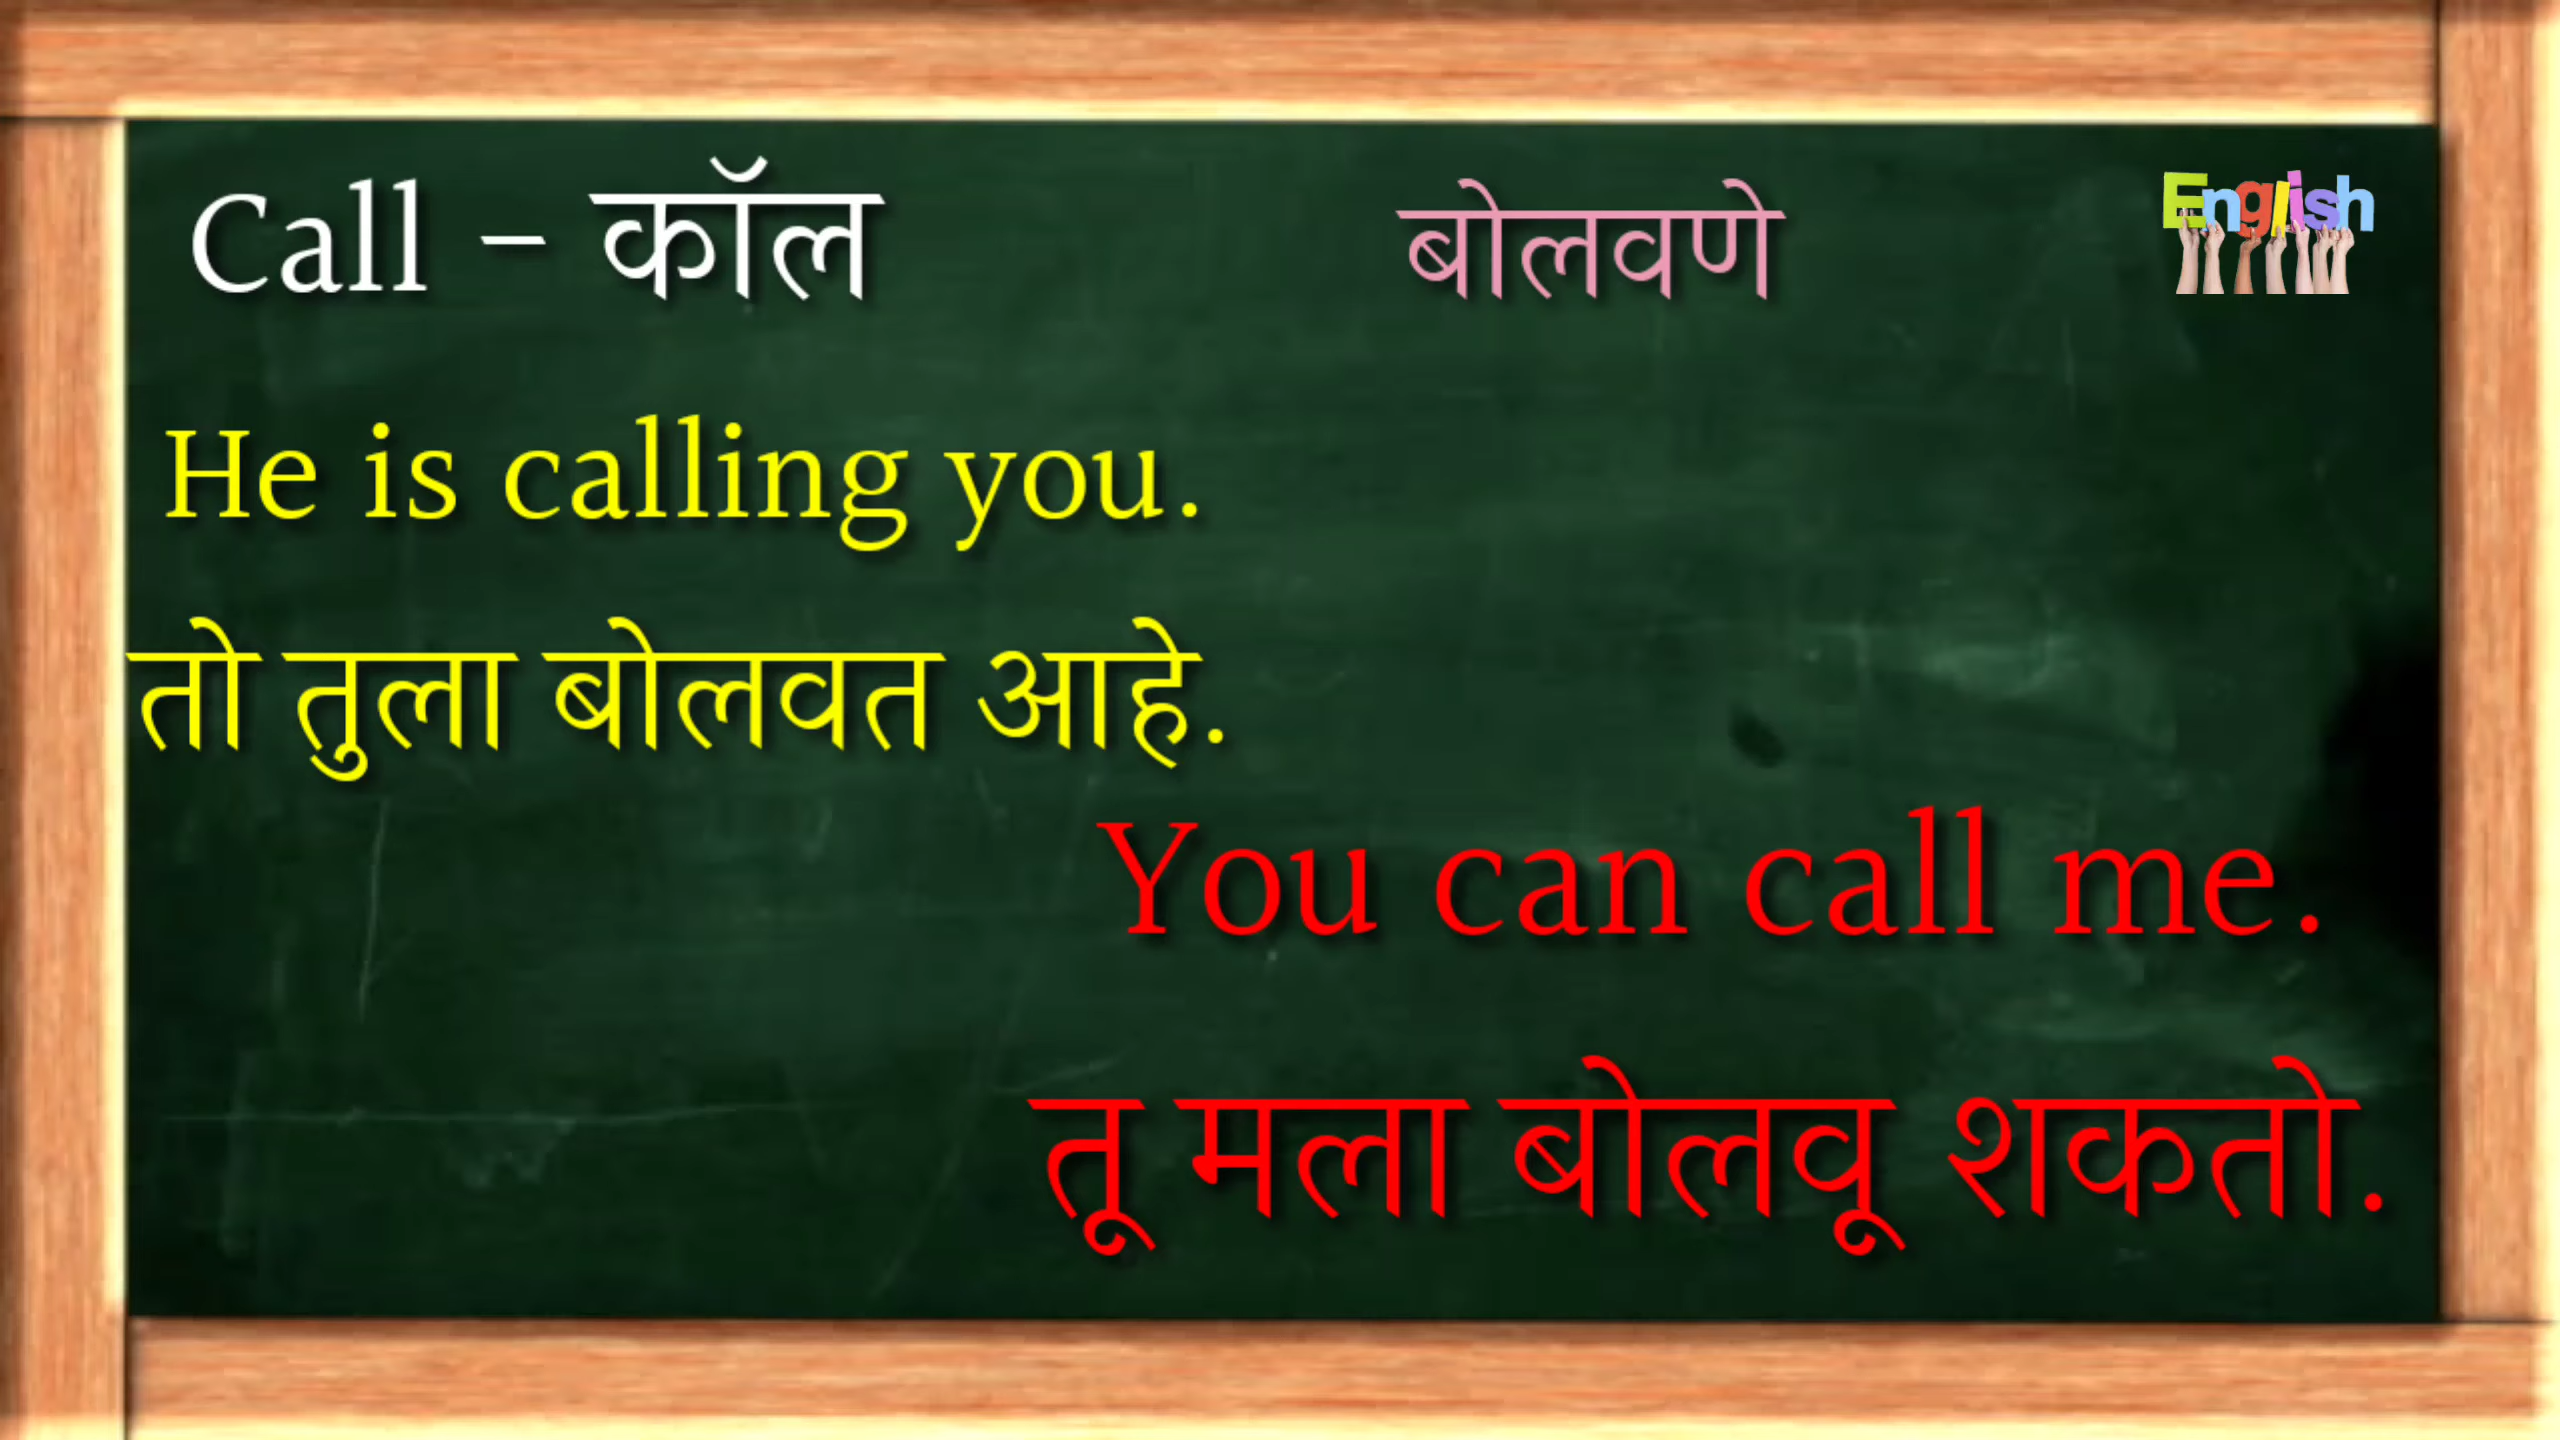 Call - कॉल
बोलवणे
English
He is calling you.
तो तुला बोलवत आहे.
You can call me.
तू मला बोलवू शकतो.